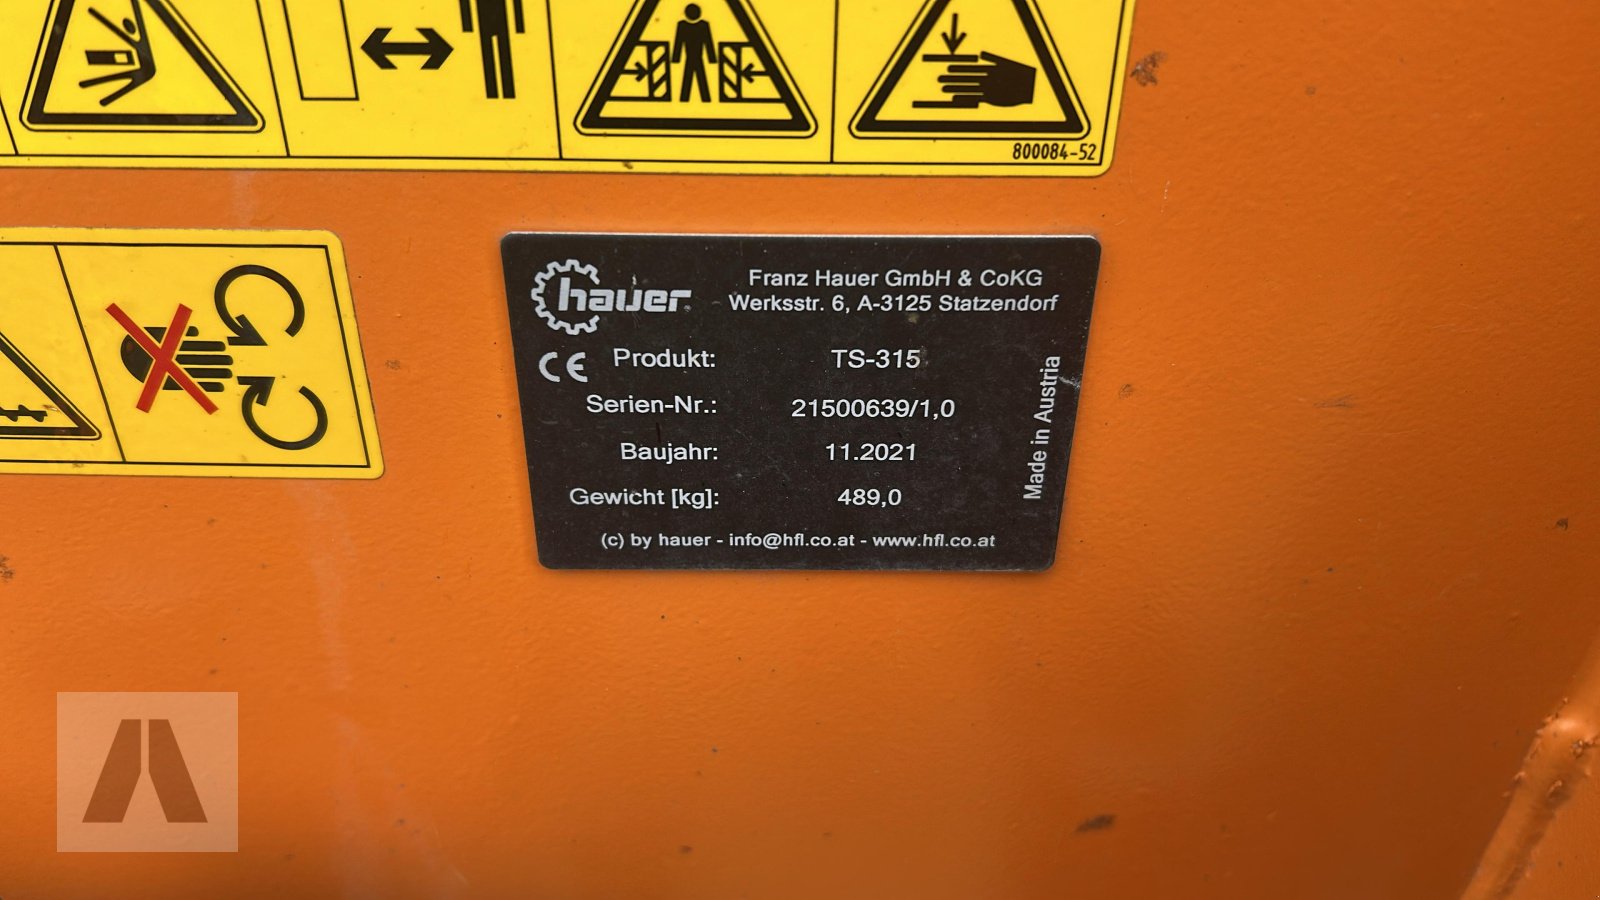 800084-52
hauer
Franz Hauer GmbH & CoKG
Werksstr. 6, A-3125 Statzendorf
CE
Produkt: TS-315
Serien-Nr.: 21500639/1,0
Baujahr: 11.2021
Gewicht [kg]: 489,0
Made in Austria
(c) by hauer - info@hfl.co.at - www.hfl.co.at